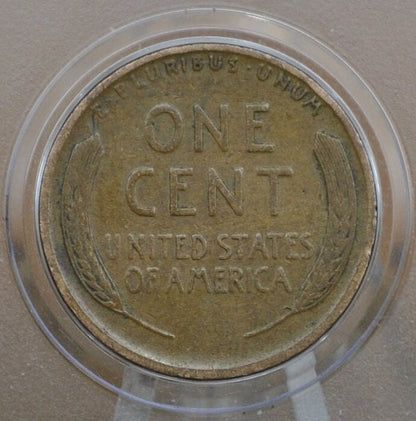 E PLURIBUS · UNUM
ONE
CENT
UNITED STATES
OF AMERICA